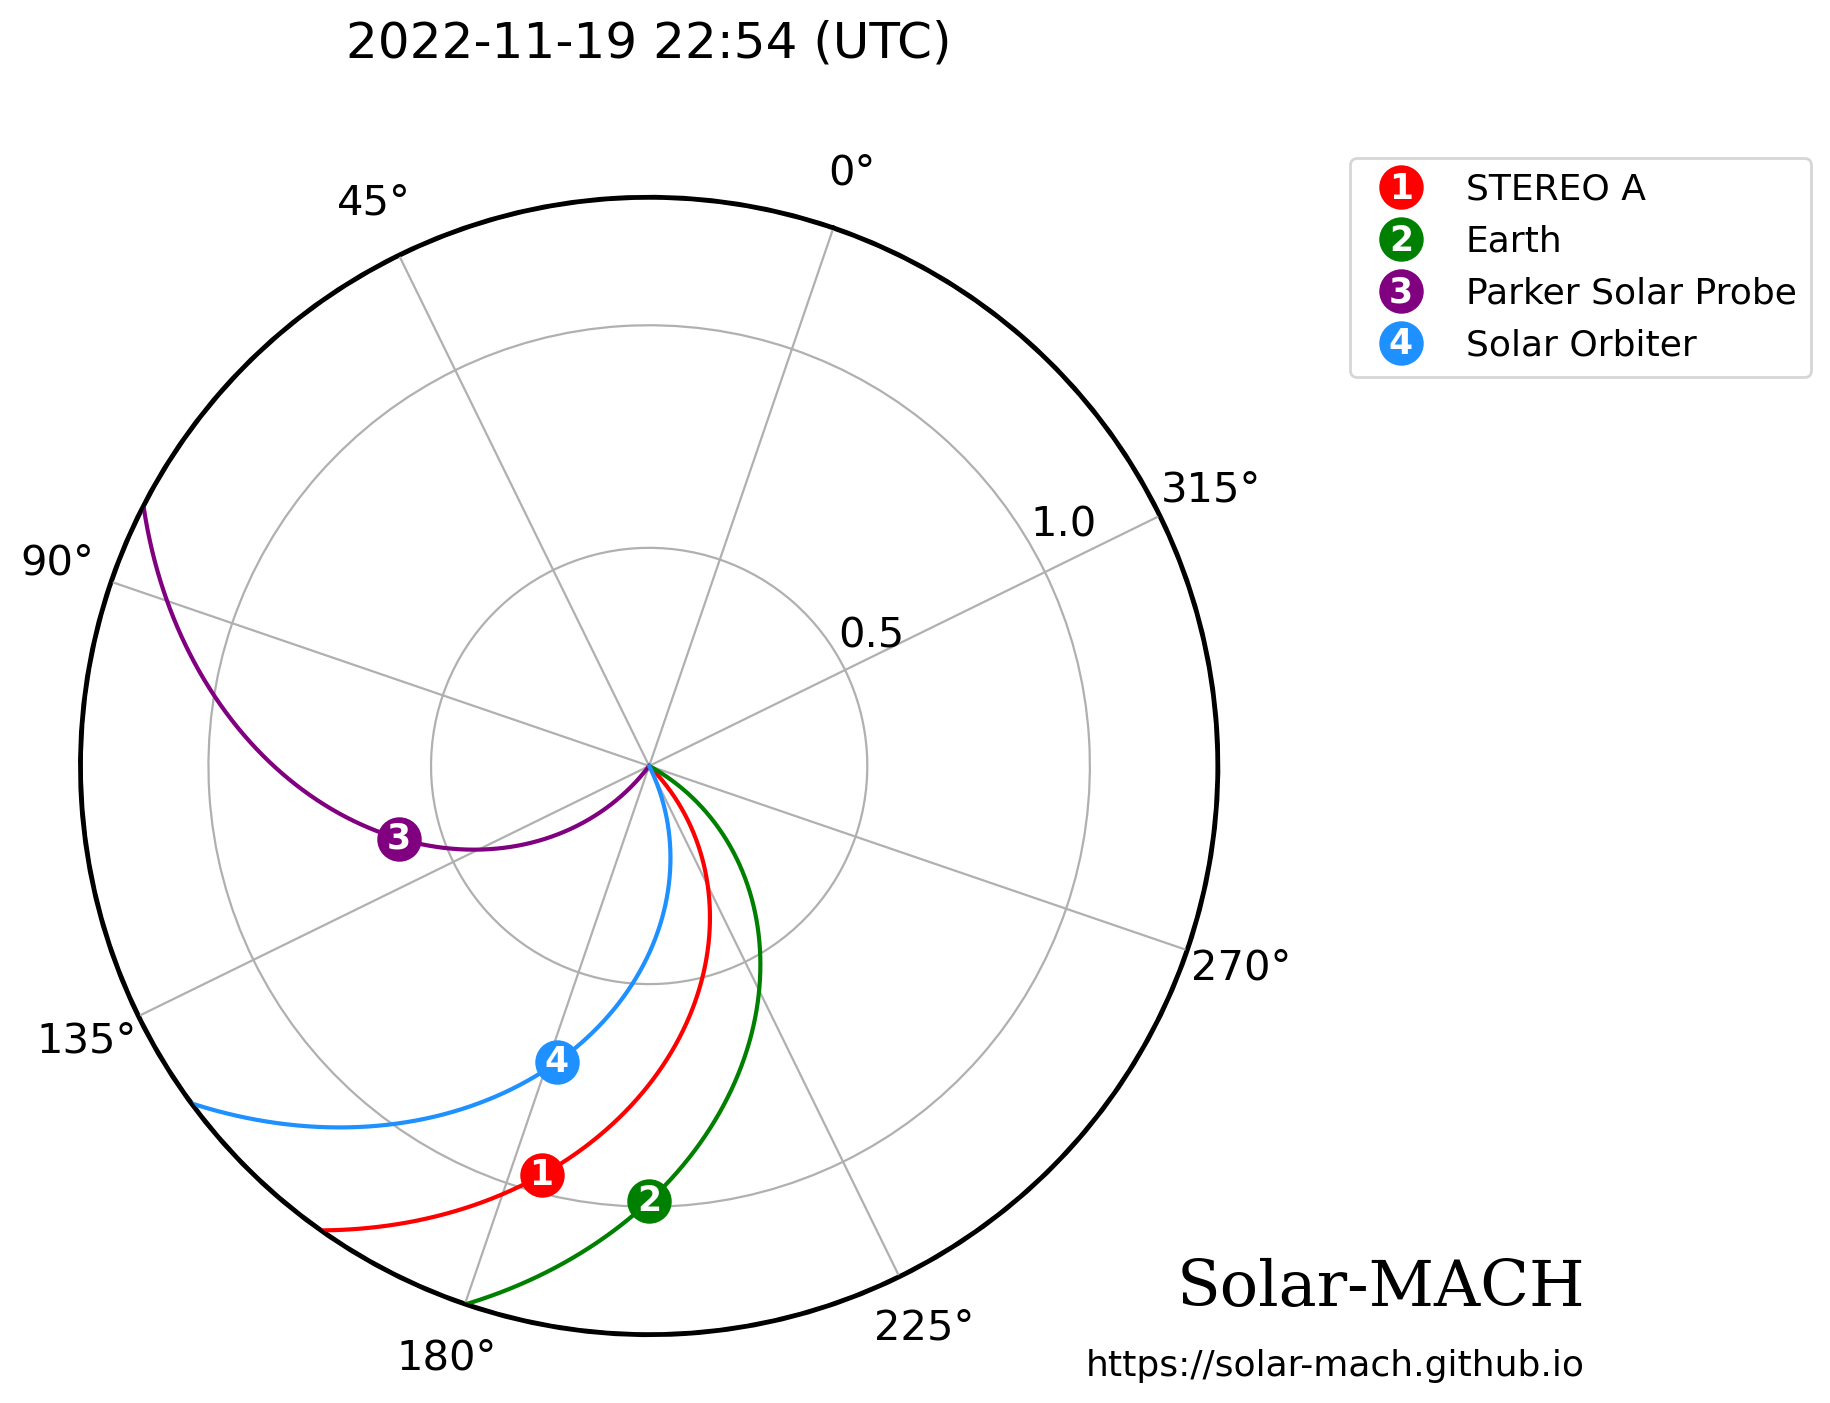 2022-11-19 22:54 (UTC)
0°
45°
1 STEREO A
2 Earth
3 Parker Solar Probe
4 Solar Orbiter
315°
1.0
90°
0.5
3
270°
135°
4
1
2
Solar-MACH
225°
180°
https://solar-mach.github.io